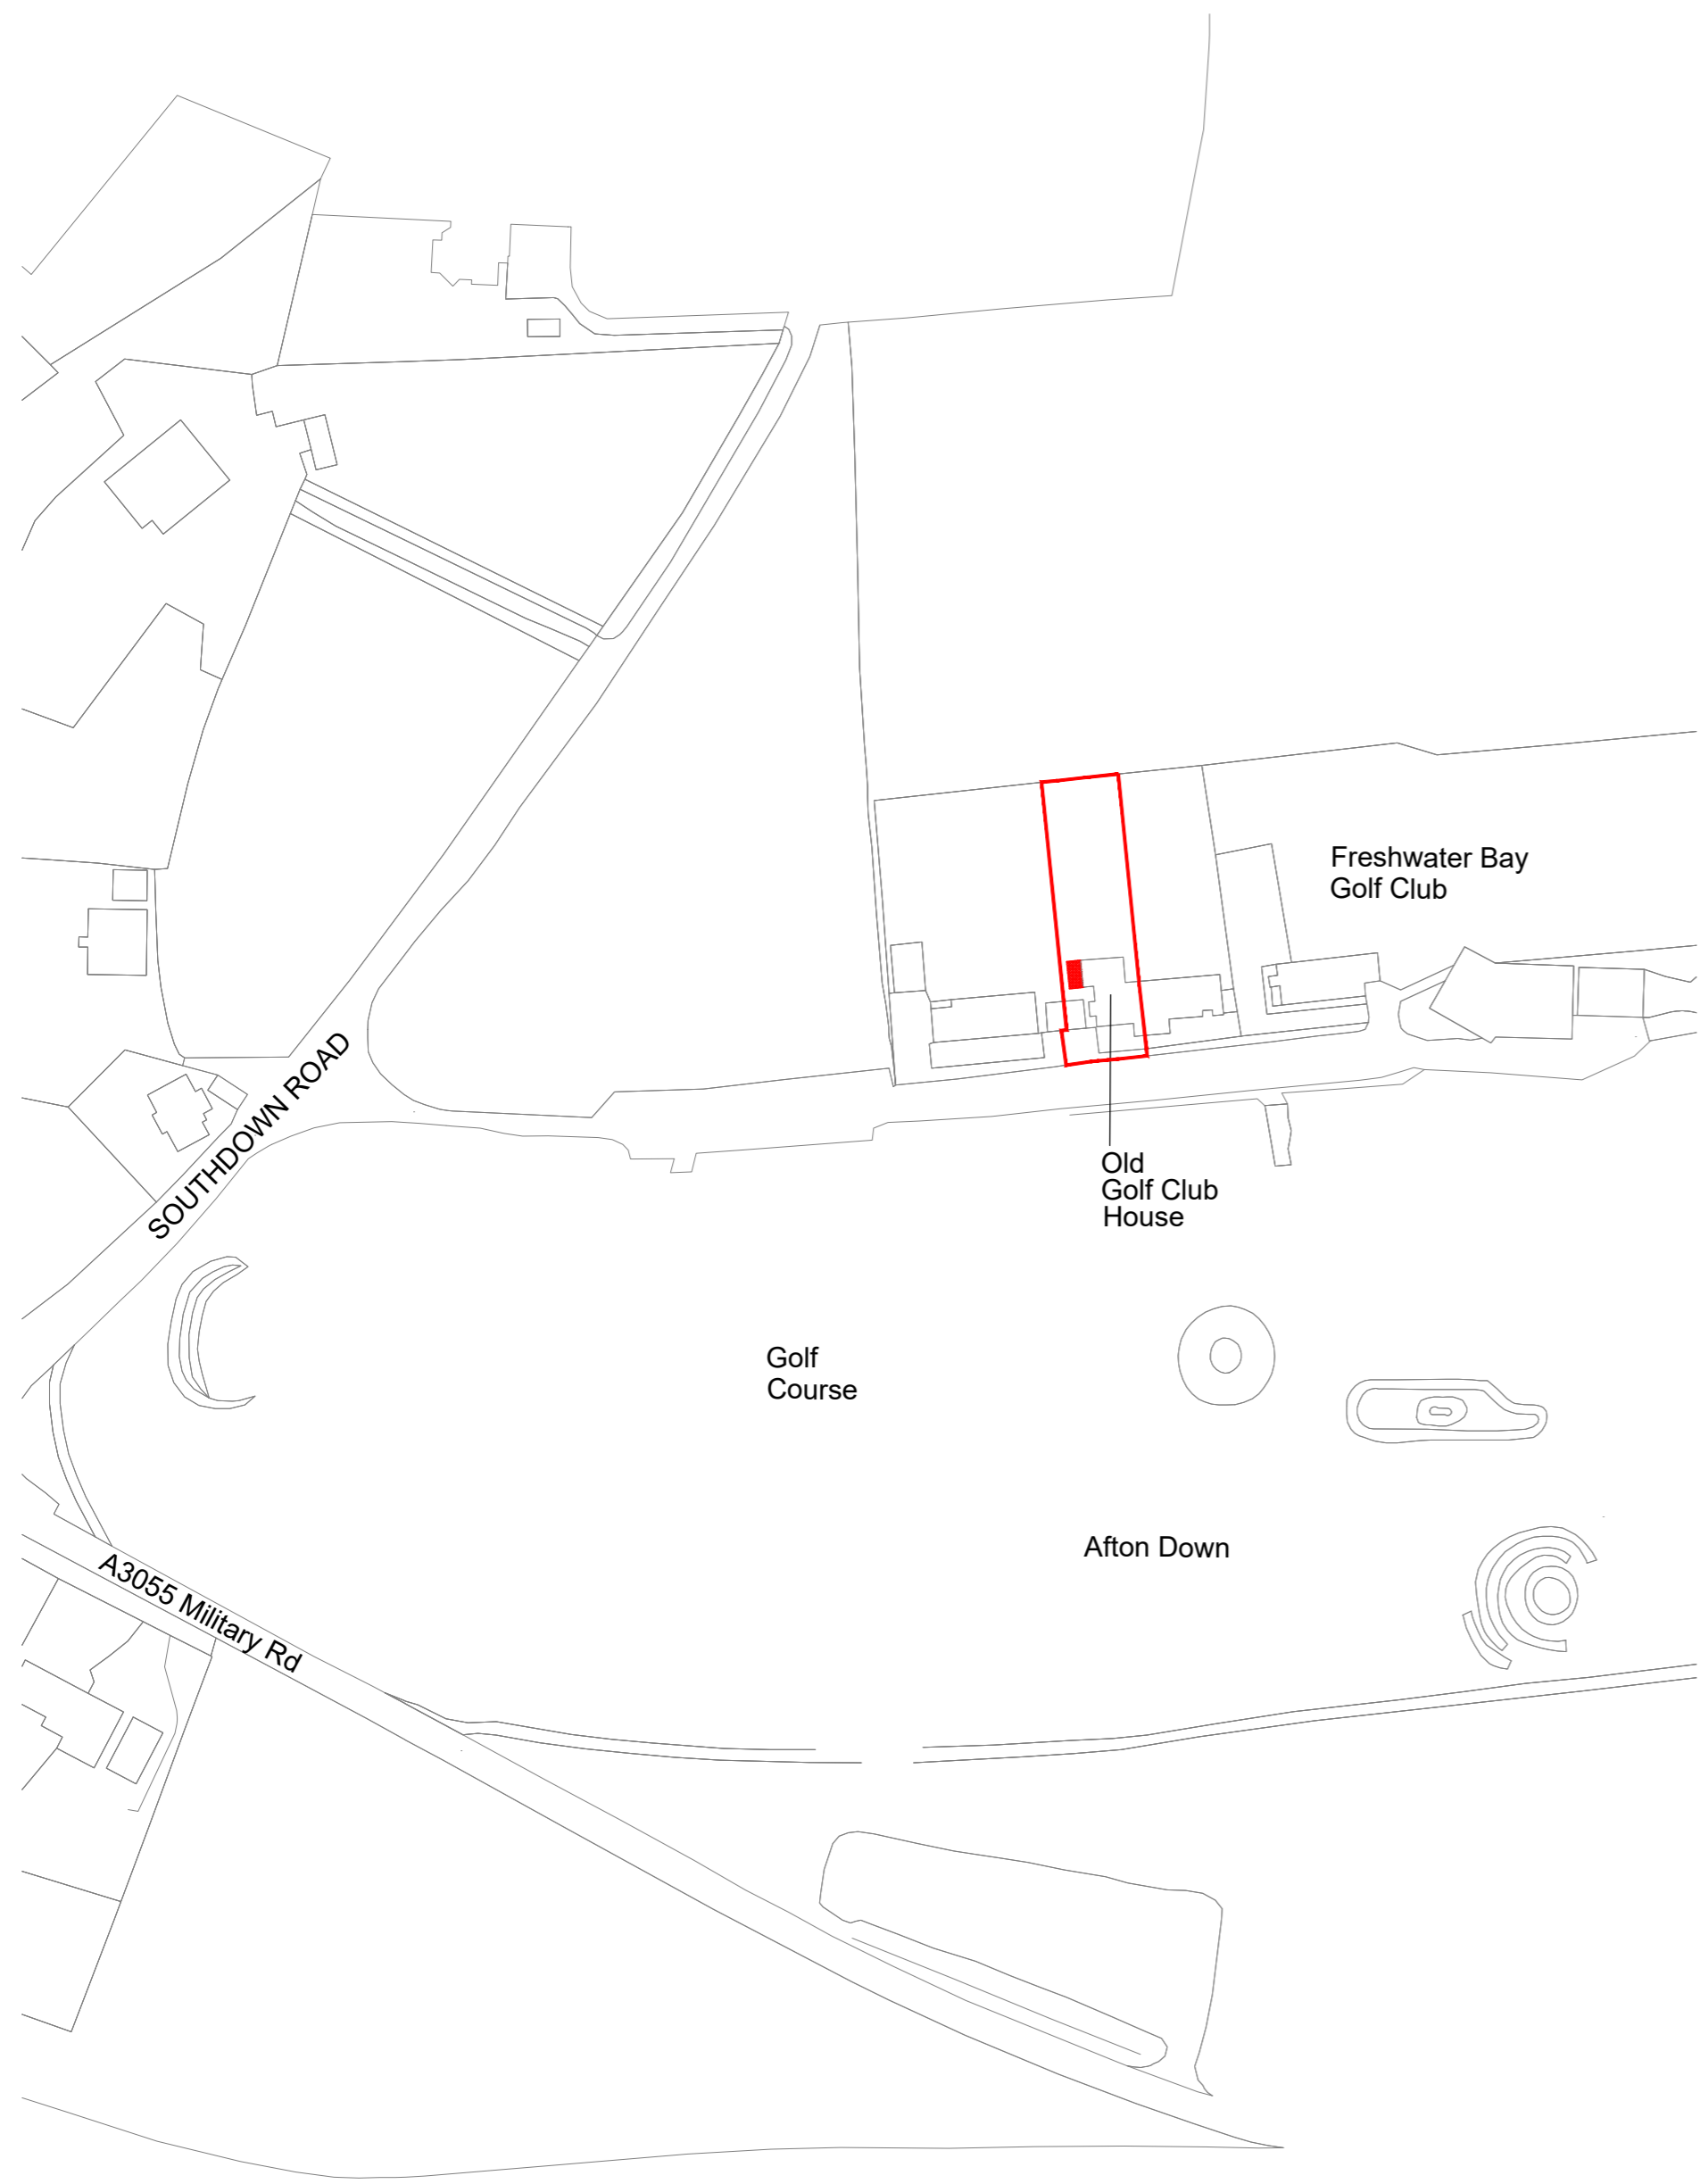 Freshwater Bay
Golf Club
SOUTHDOWN ROAD
Old
Golf Club
House
Golf
Course
Afton Down
A3055 Military Rd